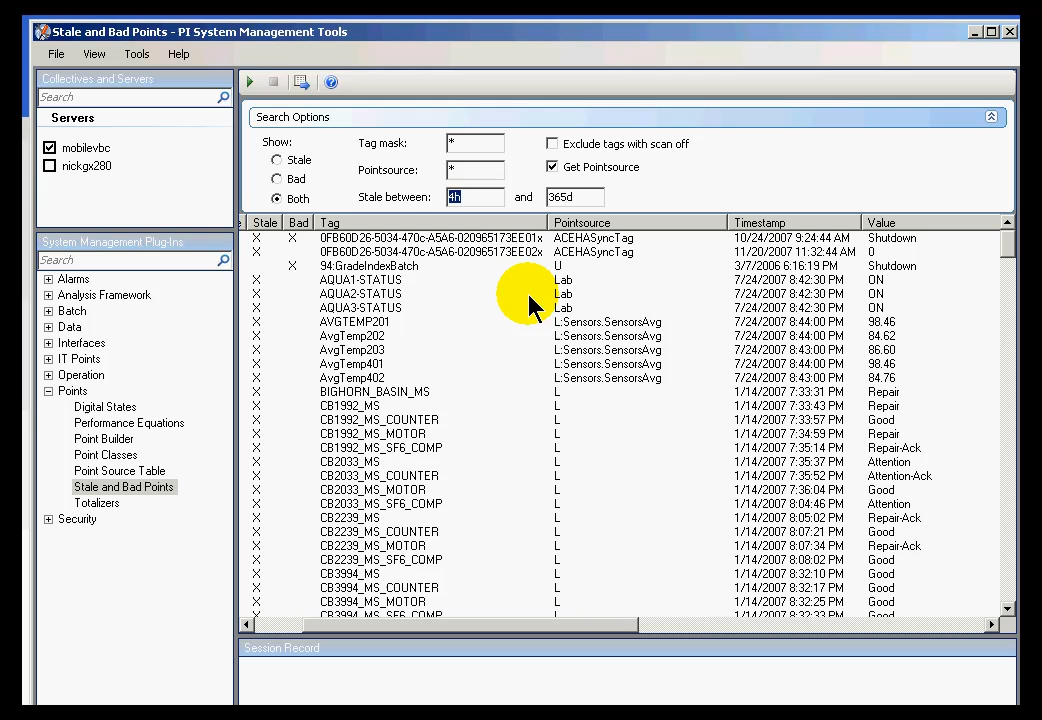 Stale and Bad Points - PI System Management Tools
File View Tools Help
Collectives and Servers
Search
Servers
mobilevbc
nickgx280
System Management Plug-Ins
Search
Alarms
Analysis Framework
Batch
Data
Interfaces
IT Points
Operation
Points
Digital States
Performance Equations
Point Builder
Point Classes
Point Source Table
Stale and Bad Points
Totalizers
Security
Search Options
Show: Tag mask: * Exclude tags with scan off
Stale
Pointsource: * Get Pointsource
Bad
Both Stale between: 4h and 365d
e Stale Bad Tag Pointsource Timestamp Value
X X 0FB60D26-5034-470c-A5A6-020965173EE01x ACEHASyncTag 10/24/2007 9:24:44 AM Shutdown
X 0FB60D26-5034-470c-A5A6-020965173EE02x ACEHASyncTag 11/20/2007 11:32:44 AM 0
X 94:GradeIndexBatch U 3/7/2006 6:16:19 PM Shutdown
X AQUA1-STATUS Lab 7/24/2007 8:42:30 PM ON
X AQUA2-STATUS Lab 7/24/2007 8:42:30 PM ON
X AQUA3-STATUS Lab 7/24/2007 8:42:30 PM ON
X AVGTEMP201 L:Sensors.SensorsAvg 7/24/2007 8:44:00 PM 98.46
X AvgTemp202 L:Sensors.SensorsAvg 7/24/2007 8:43:00 PM 84.62
X AvgTemp203 L:Sensors.SensorsAvg 7/24/2007 8:43:00 PM 86.60
X AvgTemp401 L:Sensors.SensorsAvg 7/24/2007 8:44:00 PM 98.46
X AvgTemp402 L:Sensors.SensorsAvg 7/24/2007 8:43:00 PM 84.76
X BIGHORN_BASIN_MS L 1/14/2007 7:33:31 PM Repair
X CB1992_MS L 1/14/2007 7:33:43 PM Repair
X CB1992_MS_COUNTER L 1/14/2007 7:33:57 PM Good
X CB1992_MS_MOTOR L 1/14/2007 7:34:59 PM Repair
X CB1992_MS_SF6_COMP L 1/14/2007 7:35:14 PM Repair-Ack
X CB2033_MS L 1/14/2007 7:35:37 PM Attention
X CB2033_MS_COUNTER L 1/14/2007 7:35:52 PM Attention-Ack
X CB2033_MS_MOTOR L 1/14/2007 7:36:04 PM Good
X CB2033_MS_SF6_COMP L 1/14/2007 8:04:46 PM Attention
X CB2239_MS L 1/14/2007 8:05:02 PM Repair-Ack
X CB2239_MS_COUNTER L 1/14/2007 8:07:21 PM Good
X CB2239_MS_MOTOR L 1/14/2007 8:07:34 PM Repair-Ack
X CB2239_MS_SF6_COMP L 1/14/2007 8:08:02 PM Good
X CB3994_MS L 1/14/2007 8:32:10 PM Good
X CB3994_MS_COUNTER L 1/14/2007 8:32:17 PM Good
X CB3994_MS_MOTOR L 1/14/2007 8:32:25 PM Good
X CB3994_MS_SF6_COMP L 1/14/2007 8:32:33 PM Good
Session Record